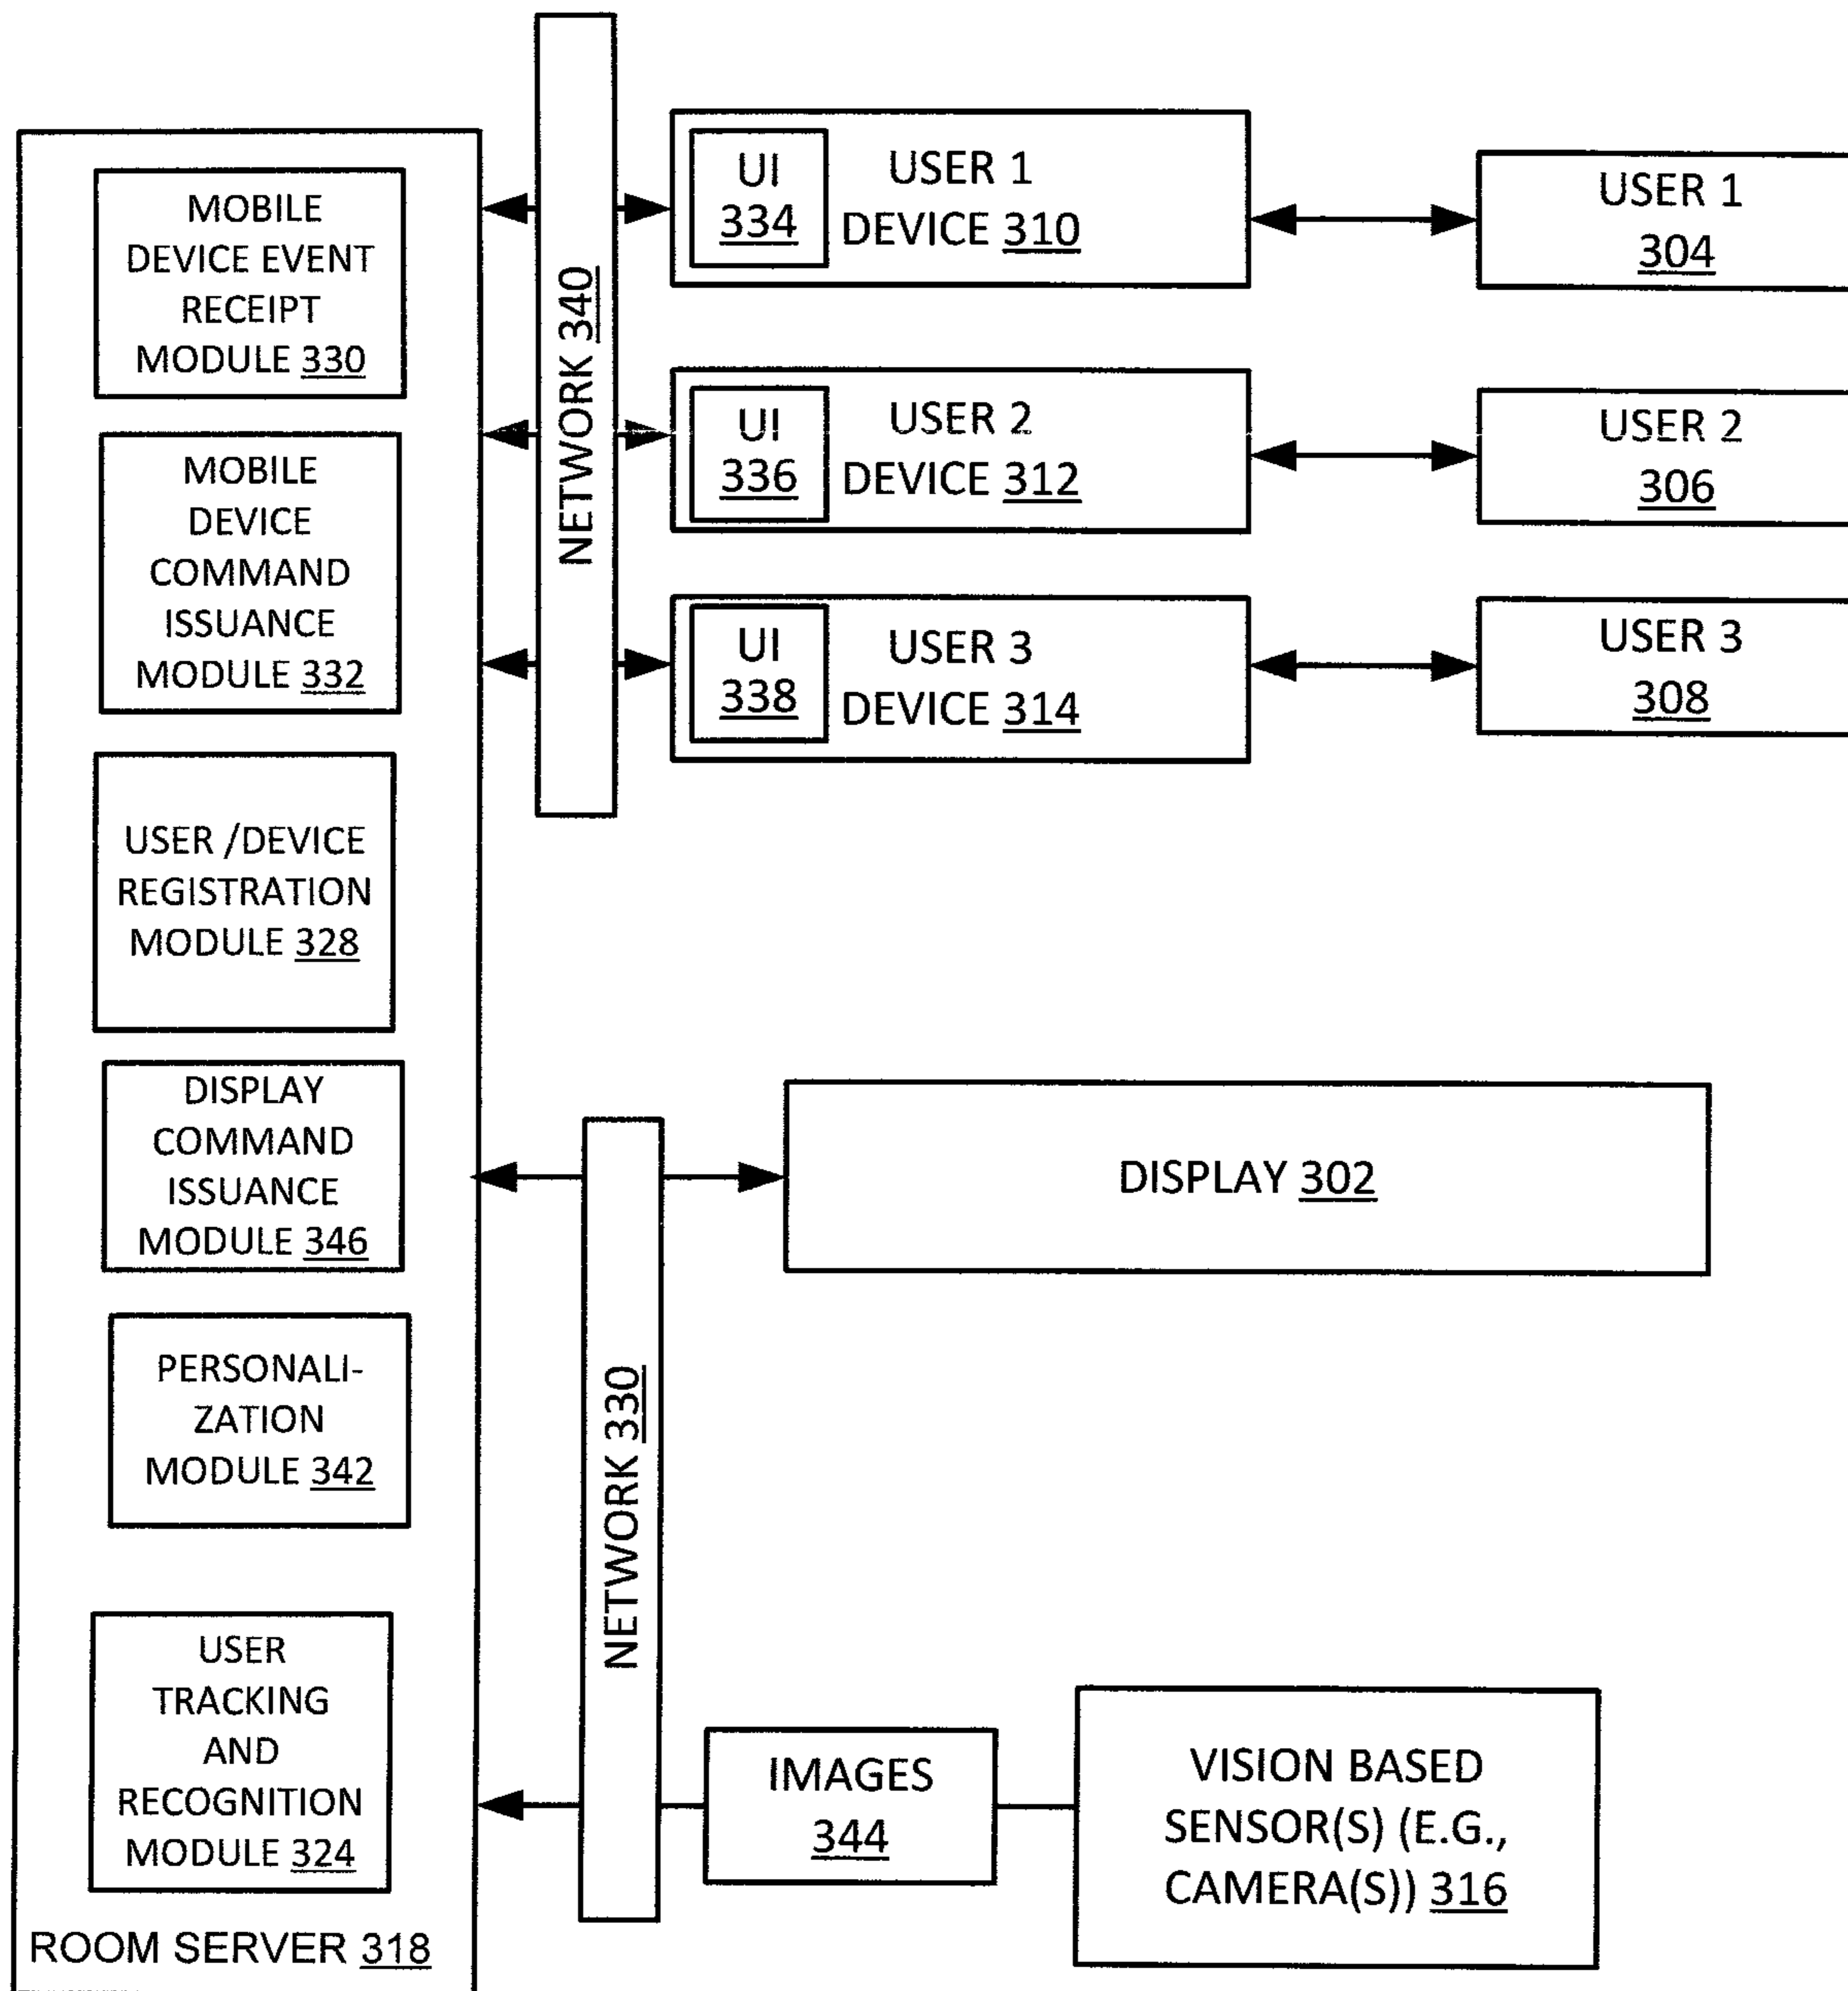 MOBILE
DEVICE EVENT
RECEIPT
MODULE 330
MOBILE
DEVICE
COMMAND
ISSUANCE
MODULE 332
USER /DEVICE
REGISTRATION
MODULE 328
DISPLAY
COMMAND
ISSUANCE
MODULE 346
PERSONALI-
ZATION
MODULE 342
USER
TRACKING
AND
RECOGNITION
MODULE 324
ROOM SERVER 318
NETWORK 340
UI
334
USER 1
DEVICE 310
USER 1
304
UI
336
USER 2
DEVICE 312
USER 2
306
UI
338
USER 3
DEVICE 314
USER 3
308
NETWORK 330
DISPLAY 302
IMAGES
344
VISION BASED
SENSOR(S) (E.G.,
CAMERA(S)) 316